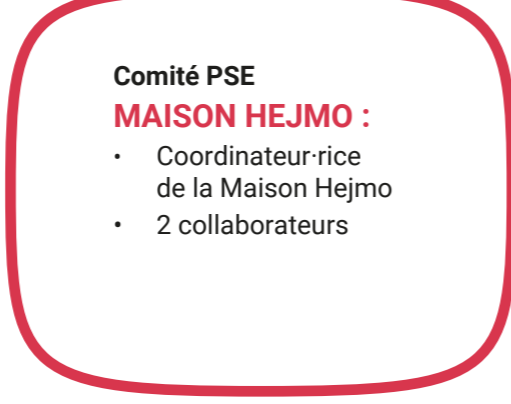 Comité PSE
MAISON HEJMO :
• Coordinateur·rice
de la Maison Hejmo
• 2 collaborateurs